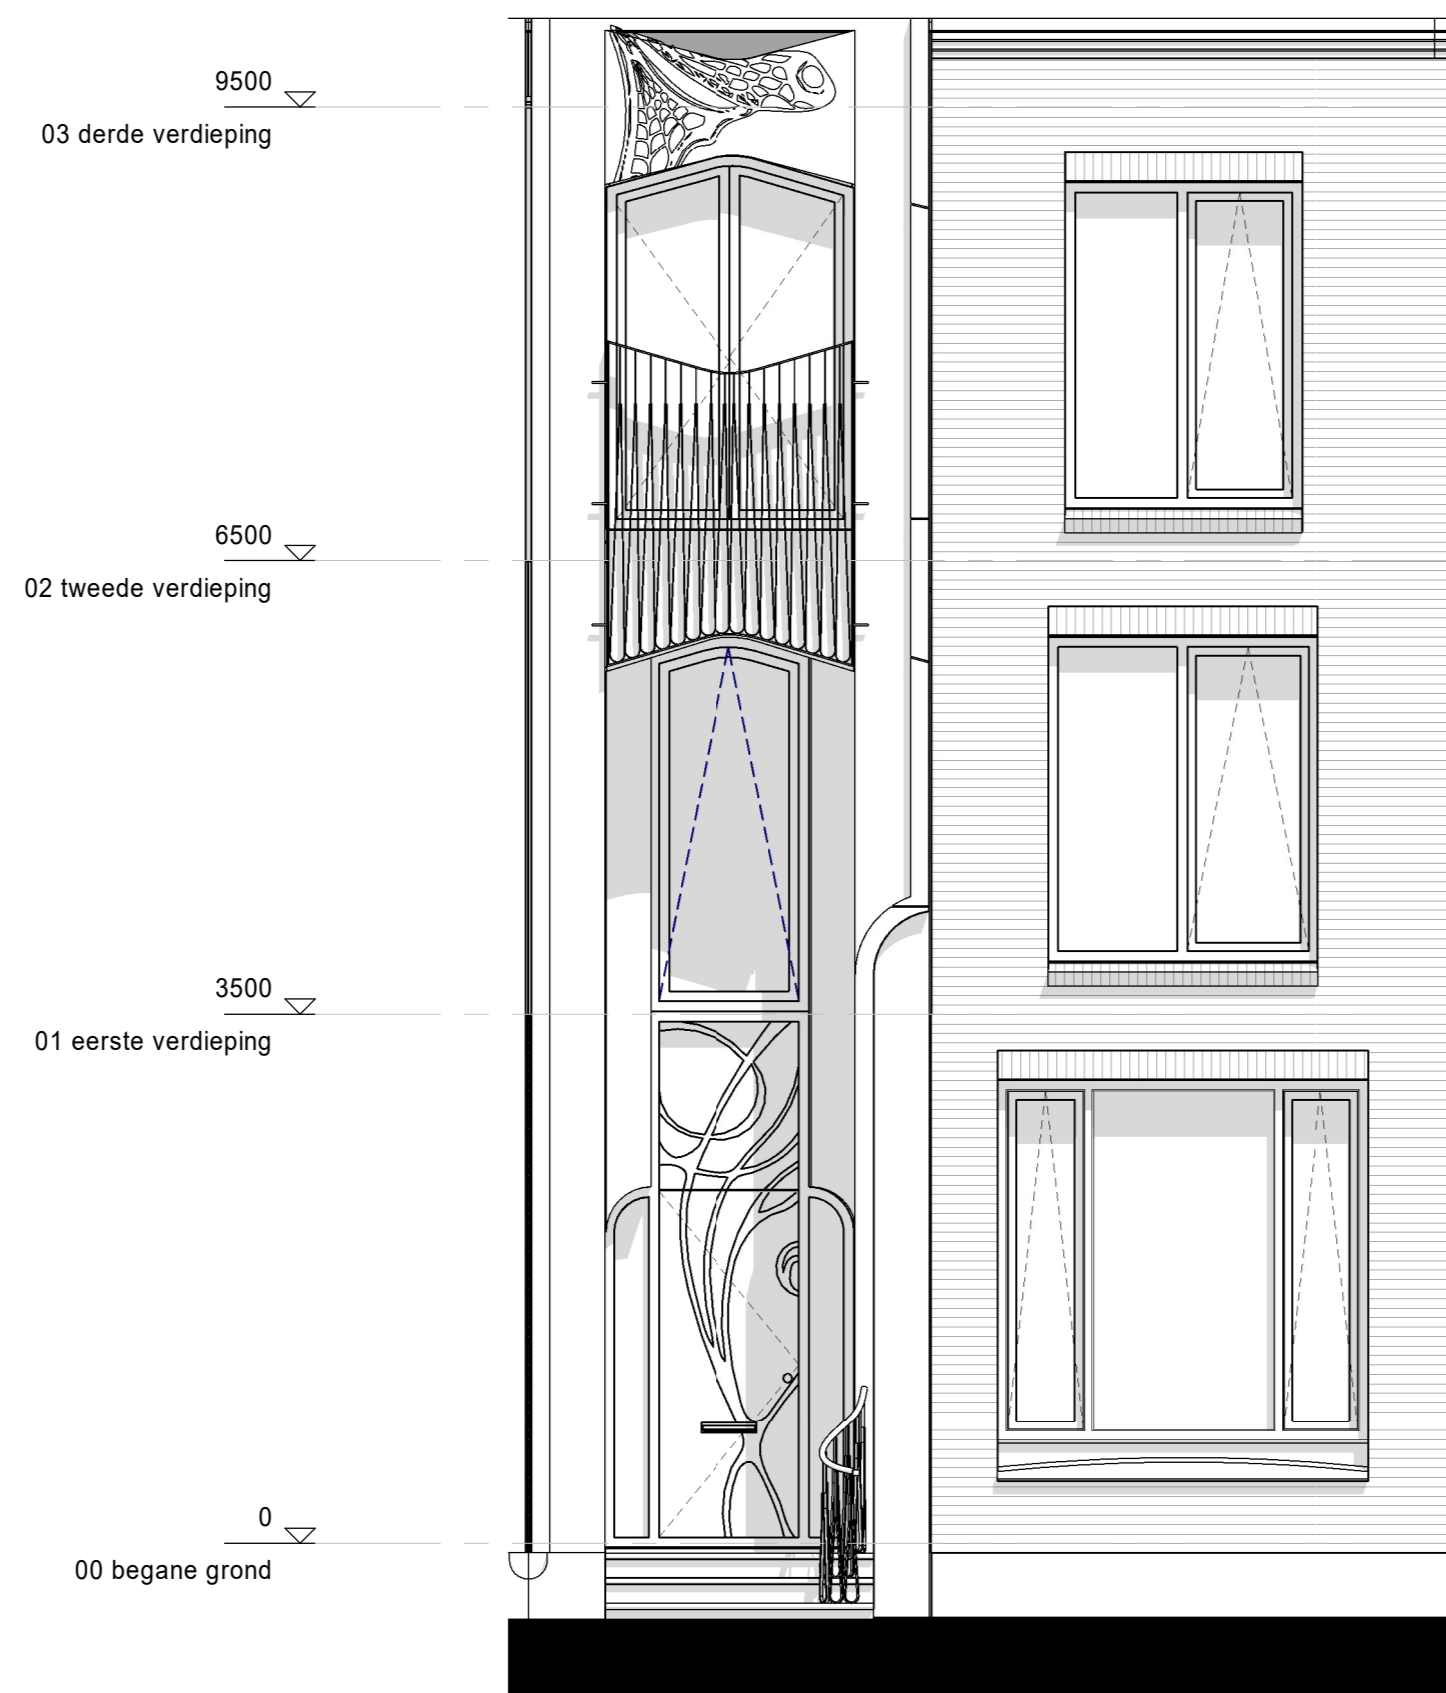 9500
03 derde verdieping
6500
02 tweede verdieping
3500
01 eerste verdieping
0
00 begane grond